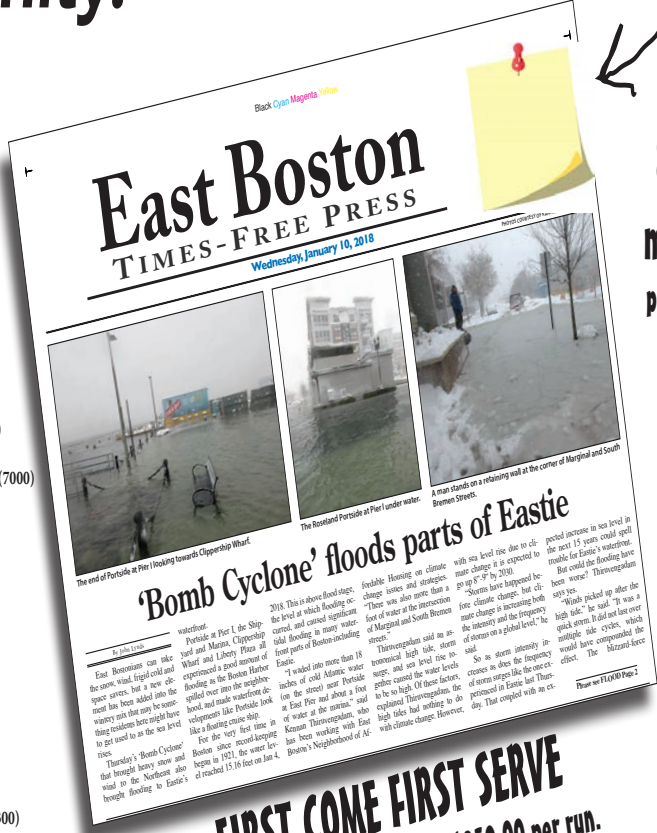 Black Cyan Magenta Yellow
East Boston
TIMES-FREE PRESS
Wednesday, January 10, 2018
PHOTOS COURTESY OF
m
p
(7000)
The end of Portside at Pier I looking towards Clippership Wharf.
The Roseland Portside at Pier I under water.
A man stands on a retaining wall at the corner of Marginal and South
Bremen Streets.
‘Bomb Cyclone’ floods parts of Eastie
By John Lynds
East Bostonians can take
the snow, wind, frigid cold and
space savers, but a new ele-
ment has been added into the
wintery mix that may be some-
thing residents here might have
to get used to as the sea level
rises.
Thursday’s ‘Bomb Cyclone’
that brought heavy snow and
wind to the Northeast also
brought flooding to Eastie’s
waterfront.
Portside at Pier I, the Ship-
yard and Marina, Clippership
Wharf and Liberty Plaza all
experienced a good amount of
flooding as the Boston Harbor
spilled over into the neighbor-
hood, and made waterfront de-
velopments like Portside look
like a floating cruise ship.
For the very first time in
Boston since record-keeping
began in 1921, the water lev-
el reached 15.16 feet on Jan 4,
2018. This is above flood stage,
the level at which flooding oc-
curred, and caused significant
tidal flooding in many water-
front parts of Boston-including
Eastie.
“I waded into more than 18
inches of cold Atlantic water
(on the street) near Portside
at East Pier and about a foot
of water at the marina,” said
Kannan Thiruvengadam, who
has been working with East
Boston’s Neighborhood of Af-
fordable Housing on climate
change issues and strategies.
“There was also more than a
foot of water at the intersection
of Marginal and South Bremen
streets.”
Thiruvengadam said an as-
tronomical high tide, storm
surge, and sea level rise to-
gether caused the water levels
to be so high. Of these factors,
explained Thiruvengadam, the
high tides had nothing to do
with climate change. However,
with sea level rise due to cli-
mate change it is expected to
go up 8”-9” by 2030.
“Storms have happened be-
fore climate change, but cli-
mate change is increasing both
the intensity and the frequency
of storms on a global level,” he
said.
So as storm intensity in-
creases as does the frequency
of storm surges like the one ex-
perienced in Eastie last Thurs-
day. That coupled with an ex-
pected increase in sea level in
the next 15 years could spell
trouble for Eastie’s waterfront.
But could the flooding have
been worse? Thiruvengadam
says yes.
“Winds picked up after the
high tide,” he said. “It was a
quick storm. It did not last over
multiple tide cycles, which
would have compounded the
effect. The blizzard-force
Please see FLOOD Page 2
FIRST COME FIRST SERVE
per run.